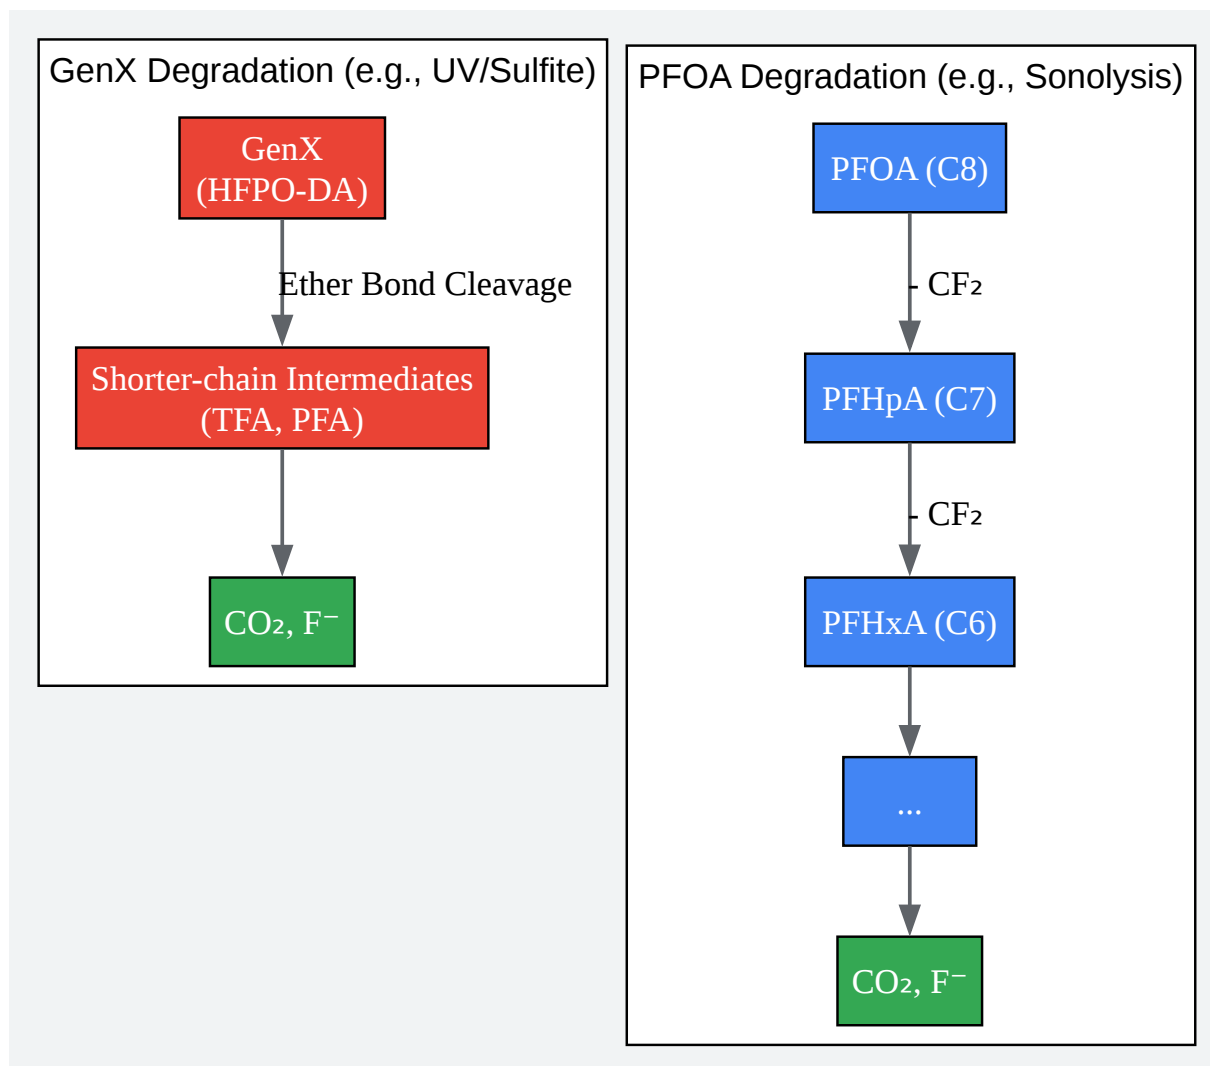 GenX Degradation (e.g., UV/Sulfite)
GenX
(HFPO-DA)
Ether Bond Cleavage
Shorter-chain Intermediates
(TFA, PFA)
CO₂, F⁻
PFOA Degradation (e.g., Sonolysis)
PFOA (C8)
- CF₂
PFHpA (C7)
- CF₂
PFHxA (C6)
...
CO₂, F⁻